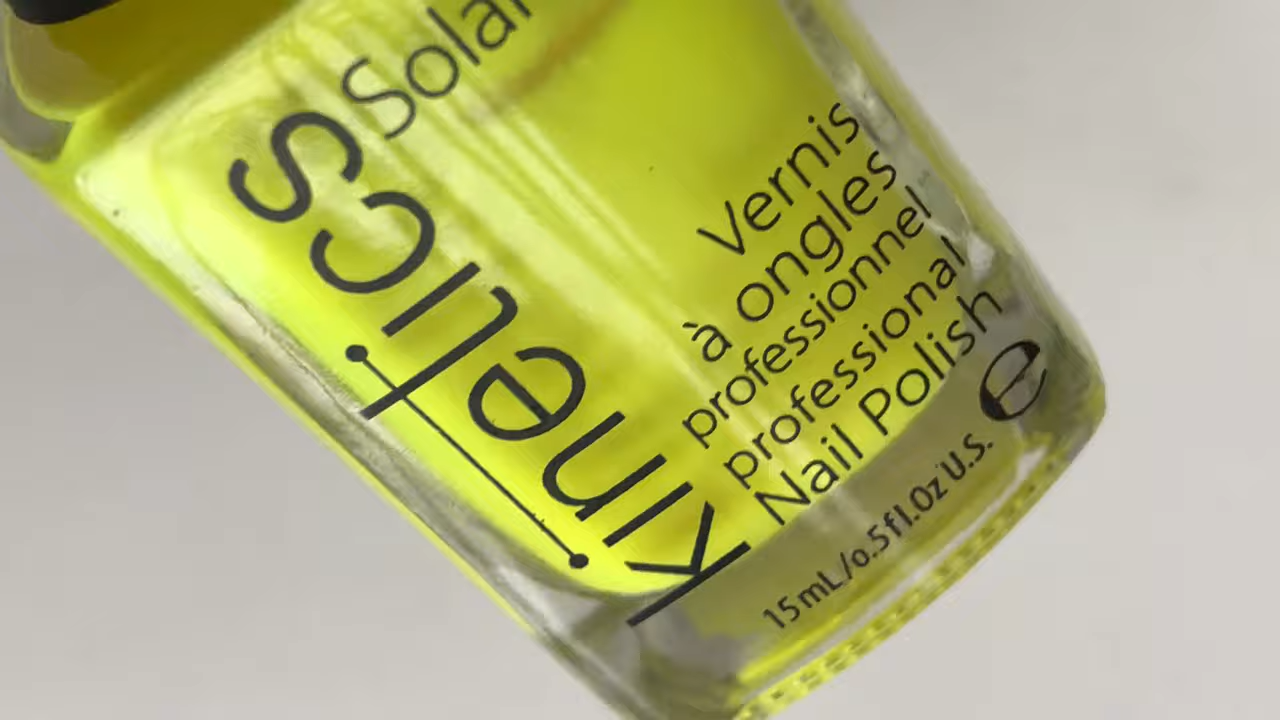 kinetics
Solar
Vernis
à ongles
professionnel
professional
Nail Polish
15mL/0.5fl.Oz U.S. e